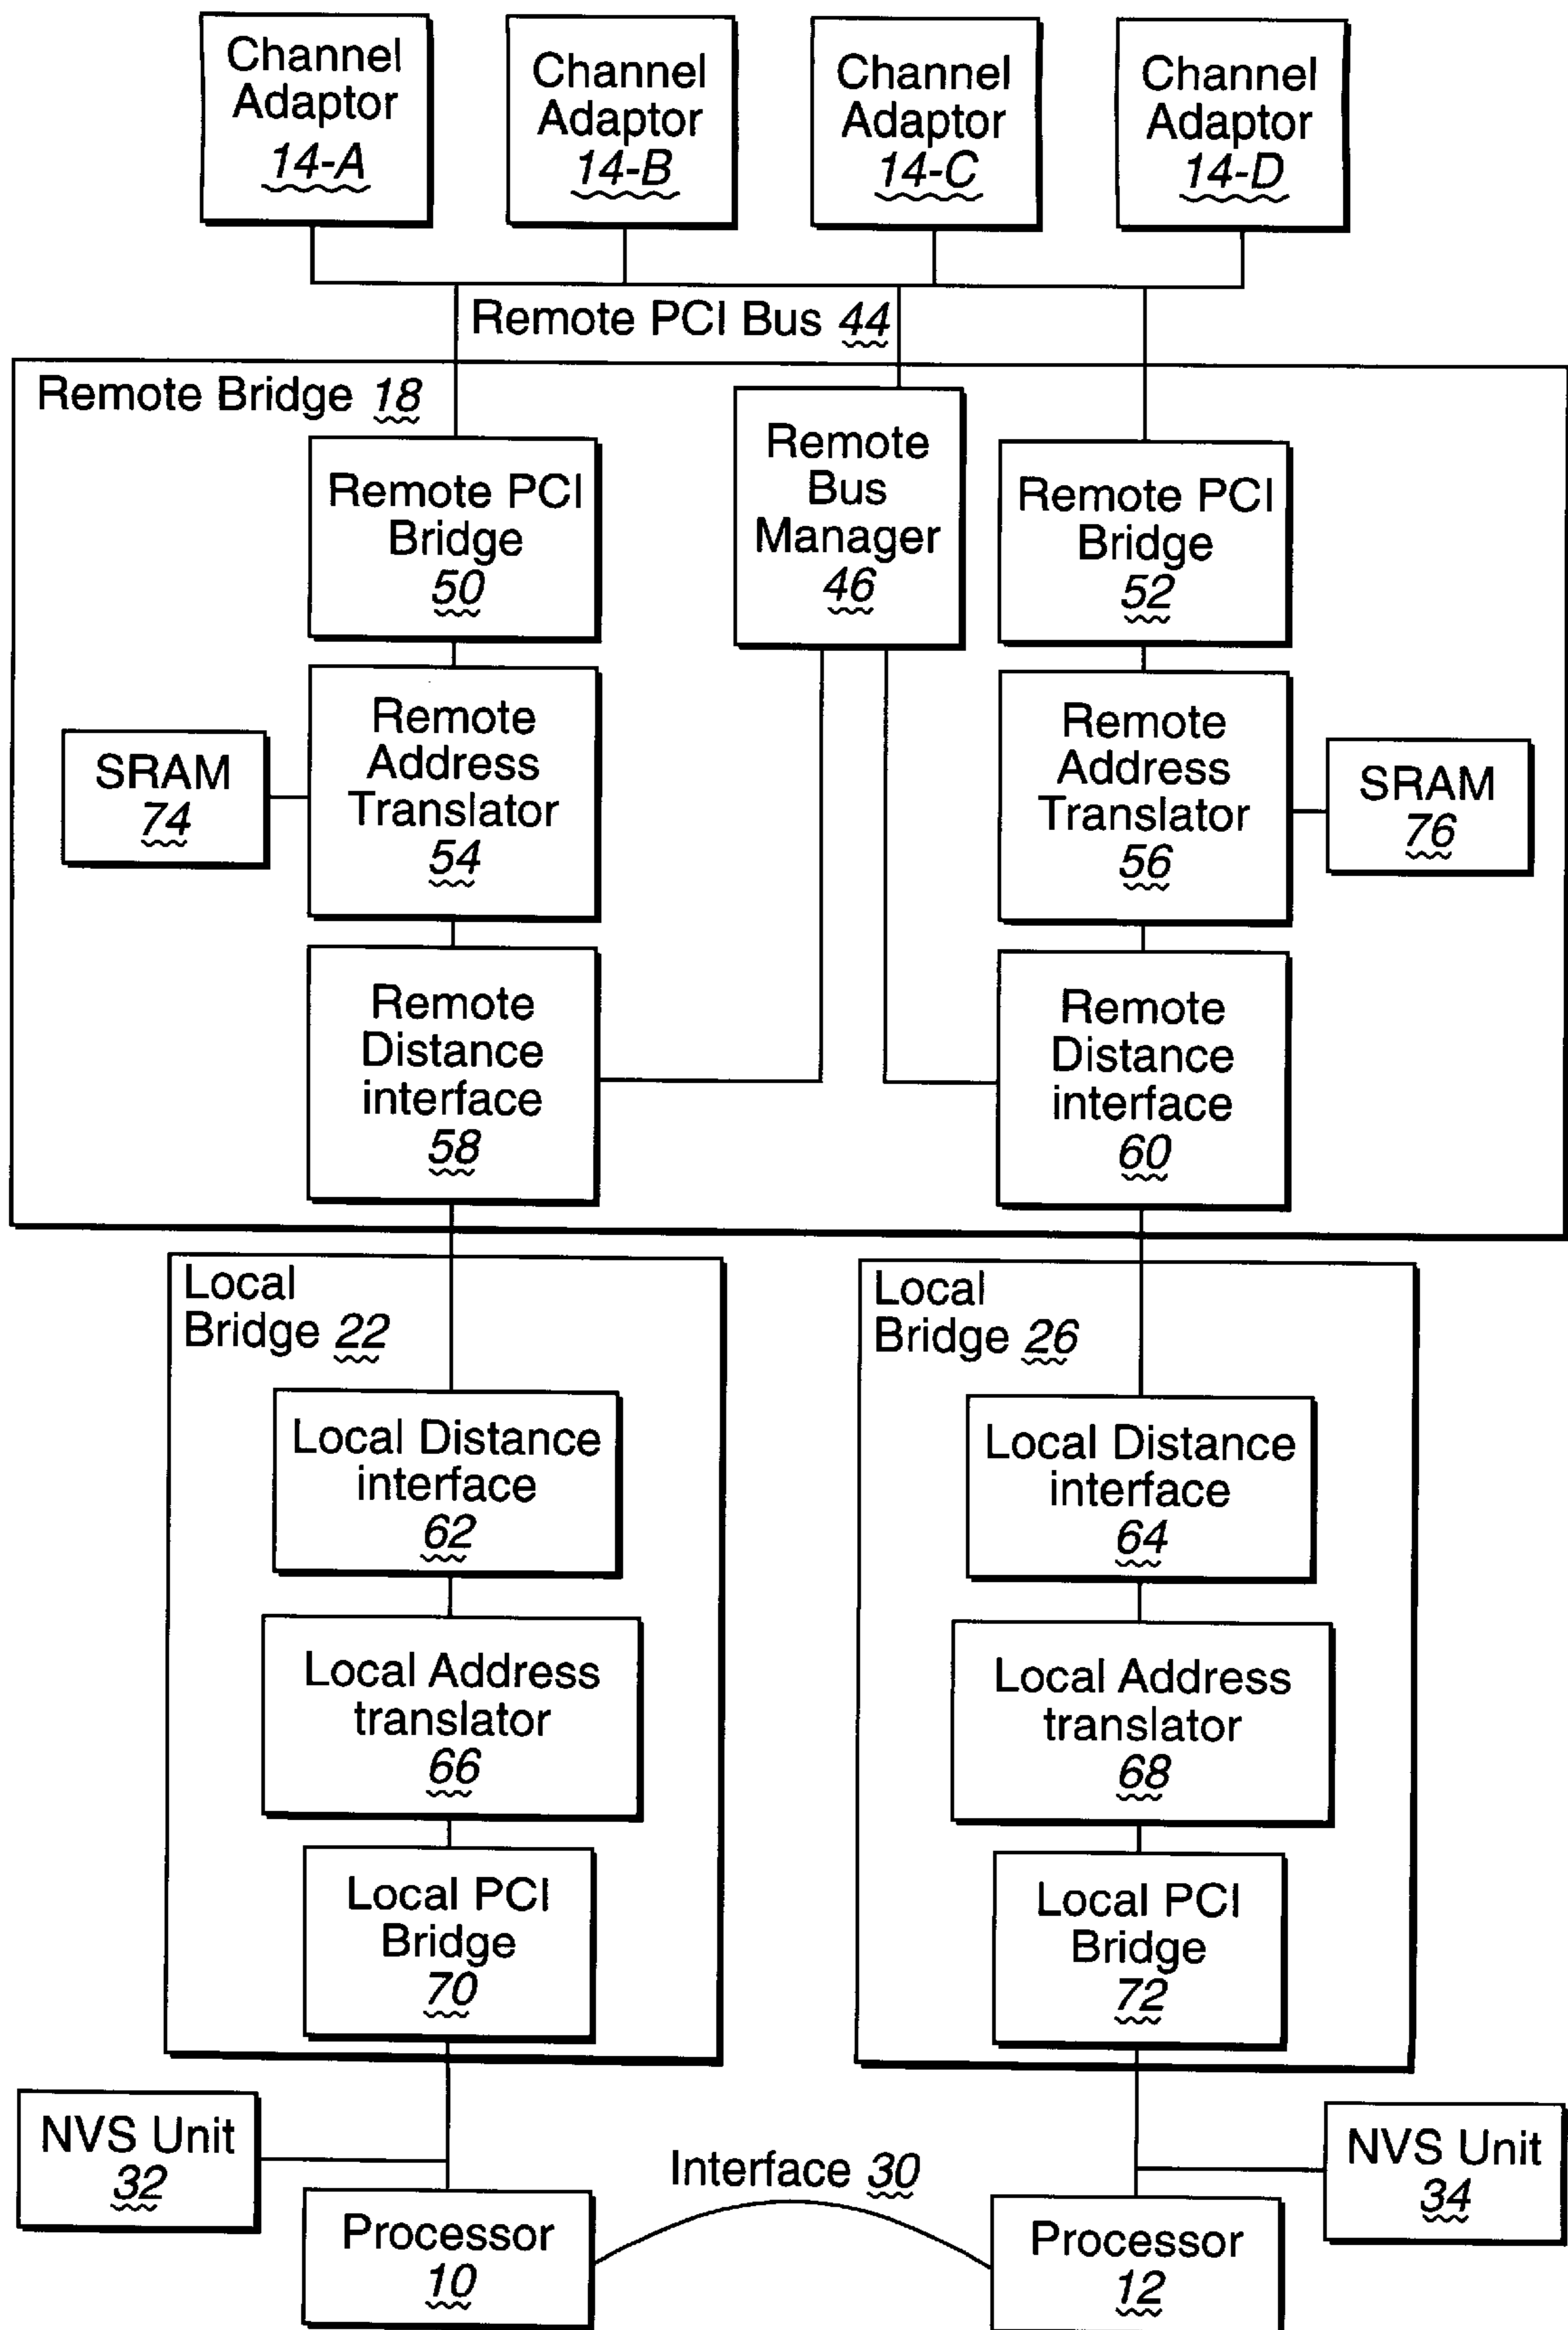 Channel
Adaptor
14-A
Channel
Adaptor
14-B
Channel
Adaptor
14-C
Channel
Adaptor
14-D
Remote PCI Bus 44
Remote Bridge 18
Remote PCI
Bridge
50
Remote
Bus
Manager
46
Remote PCI
Bridge
52
SRAM
74
Remote
Address
Translator
54
Remote
Address
Translator
56
SRAM
76
Remote
Distance
interface
58
Remote
Distance
interface
60
Local
Bridge 22
Local Distance
interface
62
Local Address
translator
66
Local PCI
Bridge
70
Local
Bridge 26
Local Distance
interface
64
Local Address
translator
68
Local PCI
Bridge
72
NVS Unit
32
Processor
10
Interface 30
Processor
12
NVS Unit
34